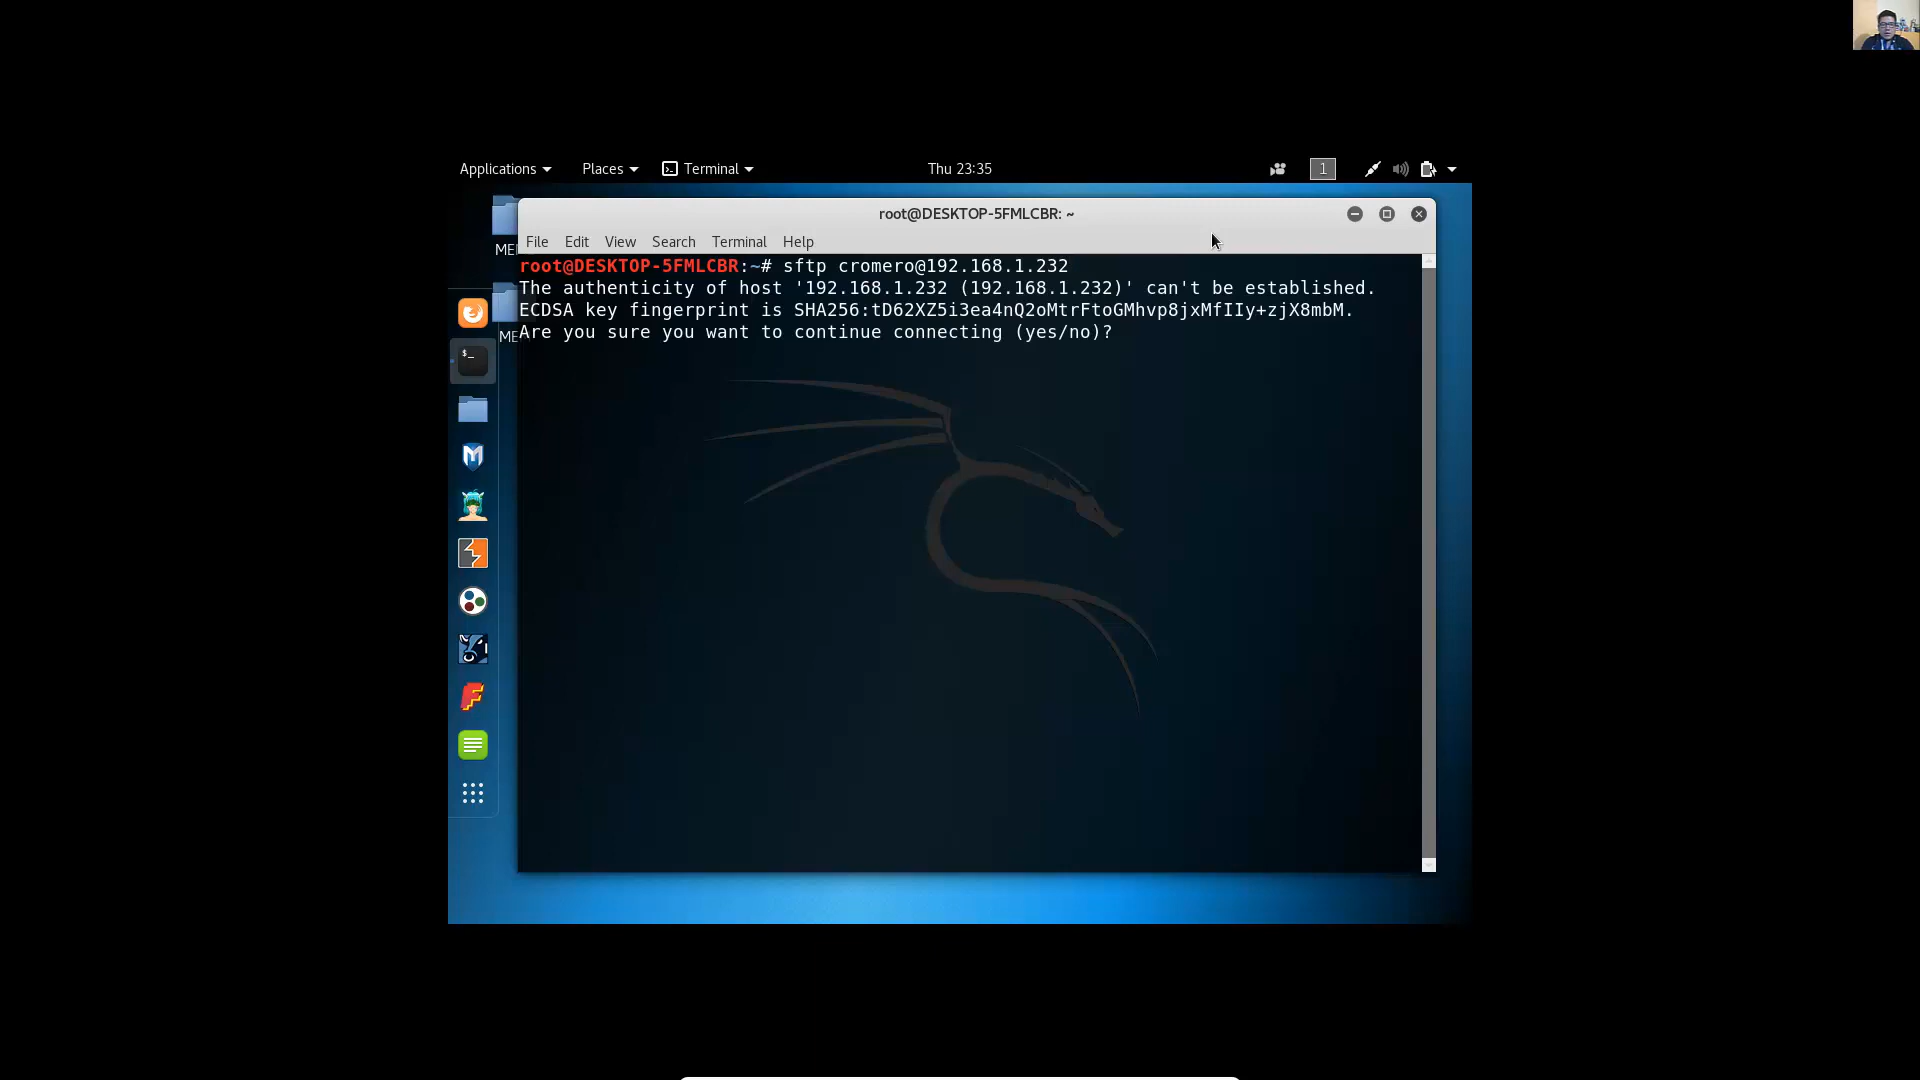 Applications Places Terminal Thu 23:35 1
root@DESKTOP-5FMLCBR: ~
File Edit View Search Terminal Help
root@DESKTOP-5FMLCBR:~# sftp cromero@192.168.1.232
The authenticity of host '192.168.1.232 (192.168.1.232)' can't be established.
ECDSA key fingerprint is SHA256:tD62XZ5i3ea4nQ2oMtrFtoGMhvp8jxMfIIy+zjX8mbM.
Are you sure you want to continue connecting (yes/no)?
ME
ME
$_